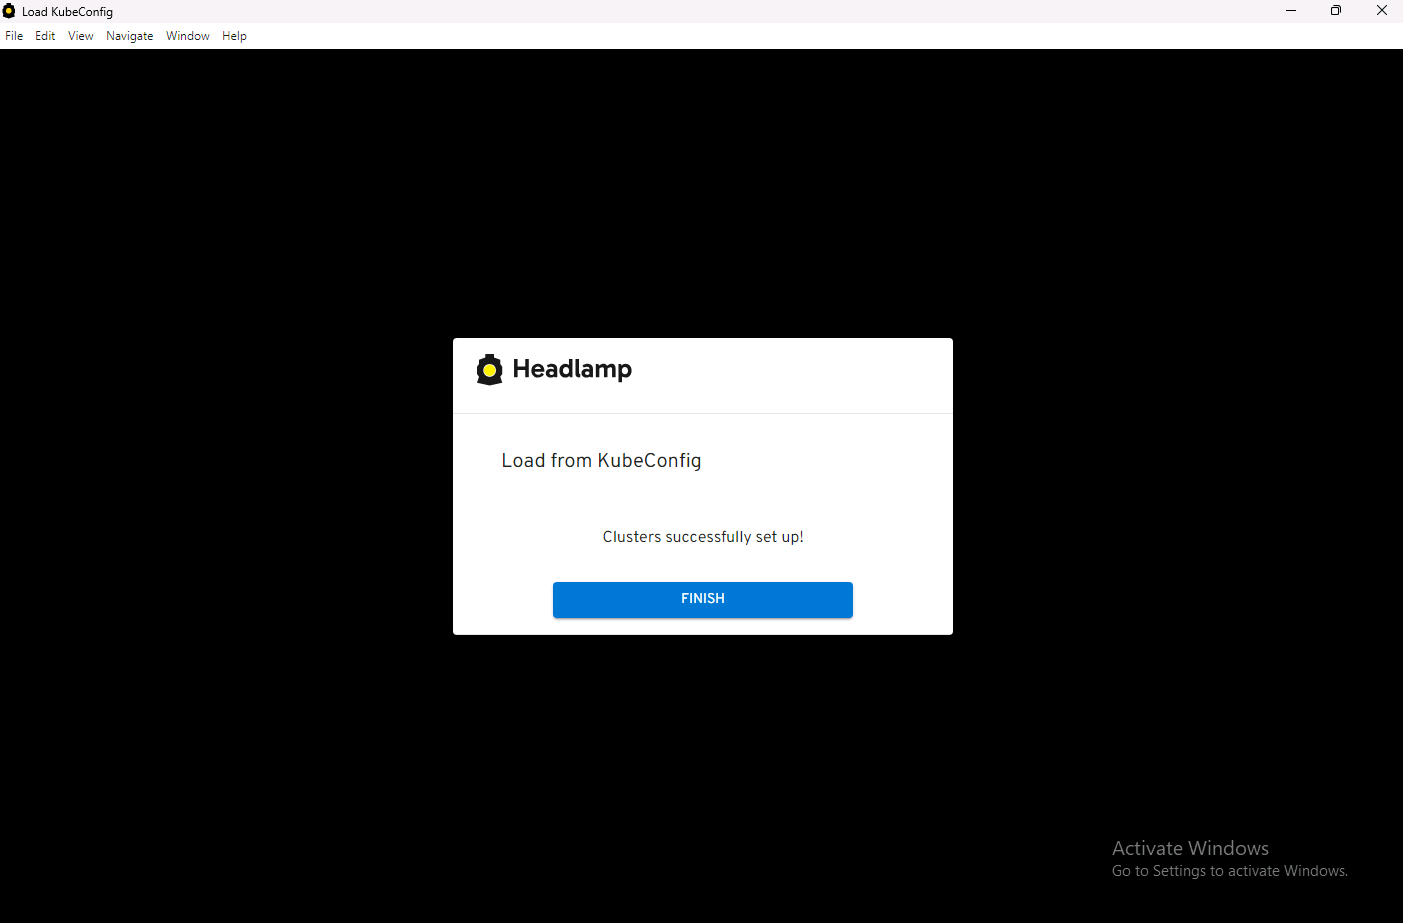 Load KubeConfig
File Edit View Navigate Window Help
Headlamp
Load from KubeConfig
Clusters successfully set up!
FINISH
Activate Windows
Go to Settings to activate Windows.